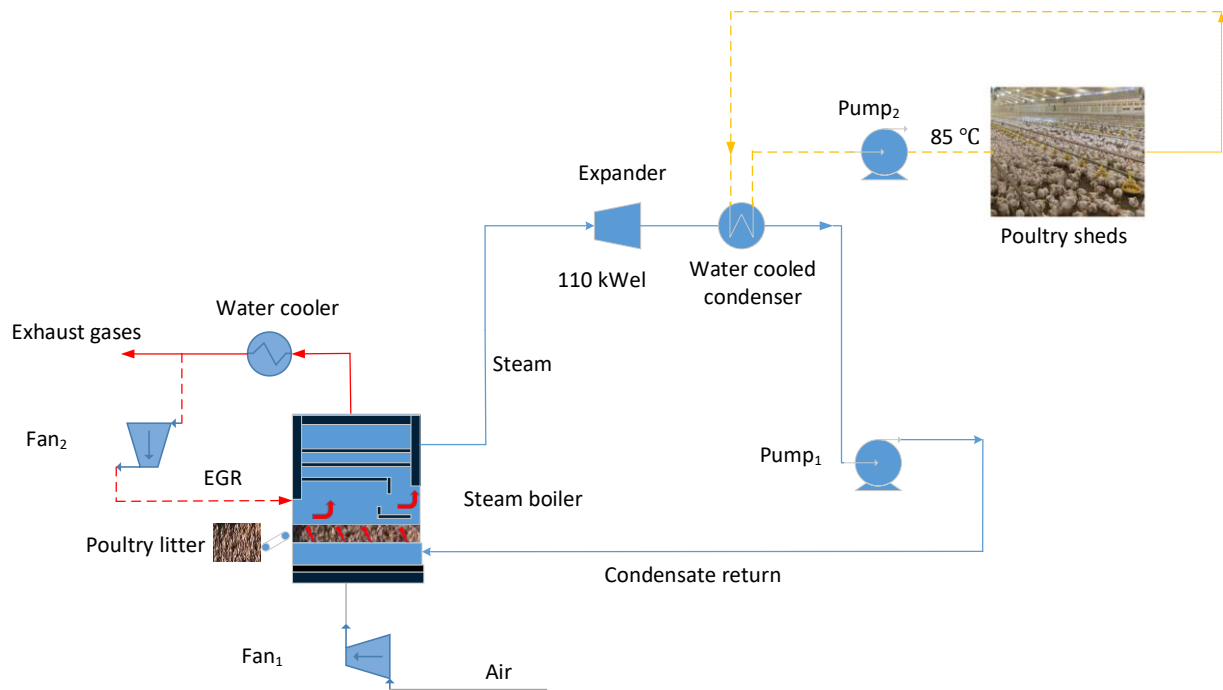 Pump₂
85 ℃
Expander
Poultry sheds
110 kWel
Water cooled
condenser
Water cooler
Exhaust gases
Steam
Fan₂
EGR
Pump₁
Steam boiler
Poultry litter
Condensate return
Fan₁
Air